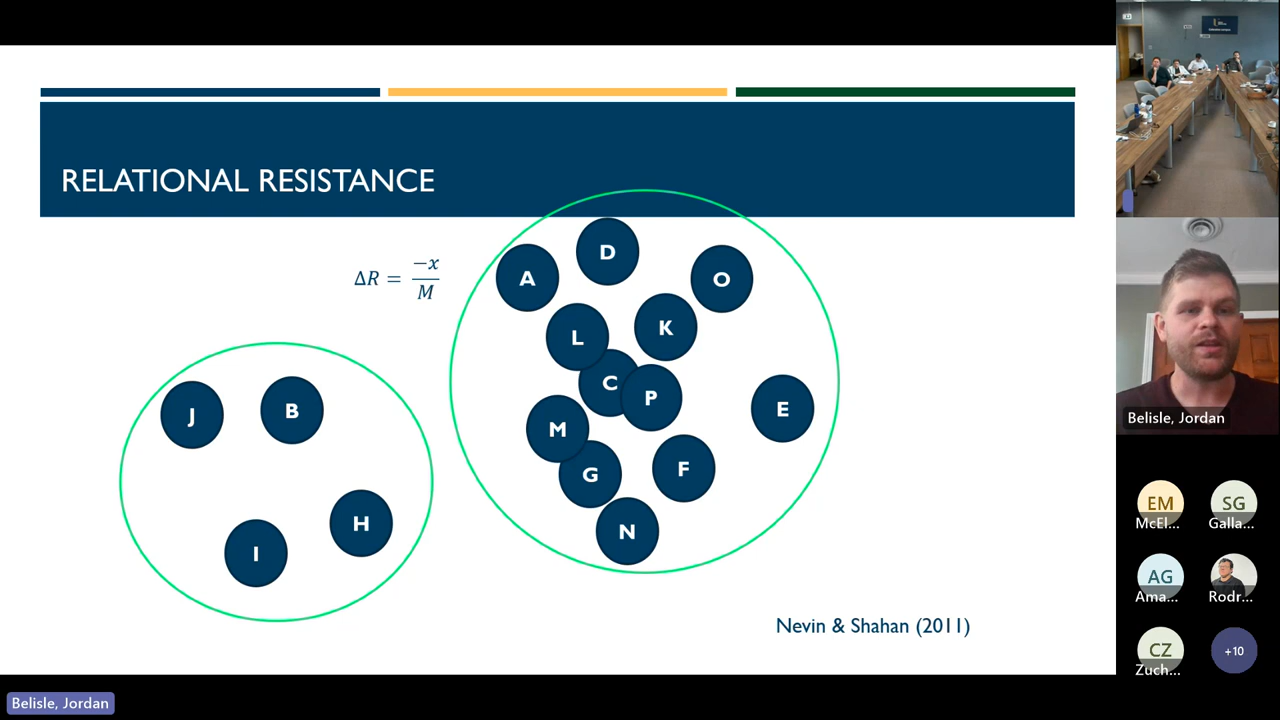 RELATIONAL RESISTANCE
ΔR = −x/M
A
D
O
L
K
C
P
E
M
G
F
N
J
B
H
I
Nevin & Shahan (2011)
Belisle, Jordan
EM
McEl...
SG
Galla...
AG
Ama...
Rodr...
CZ
Zuch...
+10
Belisle, Jordan